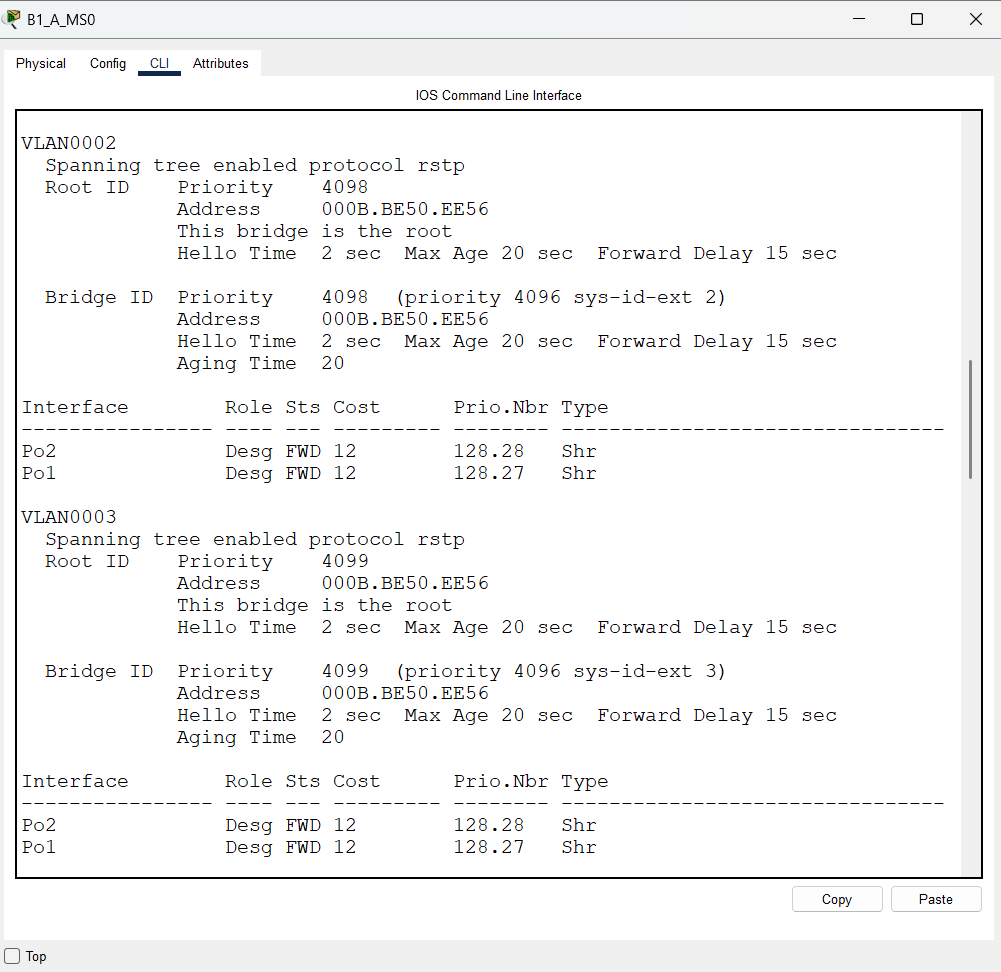 B1_A_MS0
Physical Config CLI Attributes
IOS Command Line Interface
VLAN0002
  Spanning tree enabled protocol rstp
  Root ID    Priority    4098
             Address     000B.BE50.EE56
             This bridge is the root
             Hello Time  2 sec  Max Age 20 sec  Forward Delay 15 sec

  Bridge ID  Priority    4098  (priority 4096 sys-id-ext 2)
             Address     000B.BE50.EE56
             Hello Time  2 sec  Max Age 20 sec  Forward Delay 15 sec
             Aging Time  20

Interface        Role Sts Cost      Prio.Nbr Type
---------------- ---- --- --------- -------- --------------------------------
Po2              Desg FWD 12        128.28   Shr
Po1              Desg FWD 12        128.27   Shr

VLAN0003
  Spanning tree enabled protocol rstp
  Root ID    Priority    4099
             Address     000B.BE50.EE56
             This bridge is the root
             Hello Time  2 sec  Max Age 20 sec  Forward Delay 15 sec

  Bridge ID  Priority    4099  (priority 4096 sys-id-ext 3)
             Address     000B.BE50.EE56
             Hello Time  2 sec  Max Age 20 sec  Forward Delay 15 sec
             Aging Time  20

Interface        Role Sts Cost      Prio.Nbr Type
---------------- ---- --- --------- -------- --------------------------------
Po2              Desg FWD 12        128.28   Shr
Po1              Desg FWD 12        128.27   Shr
Copy Paste
Top